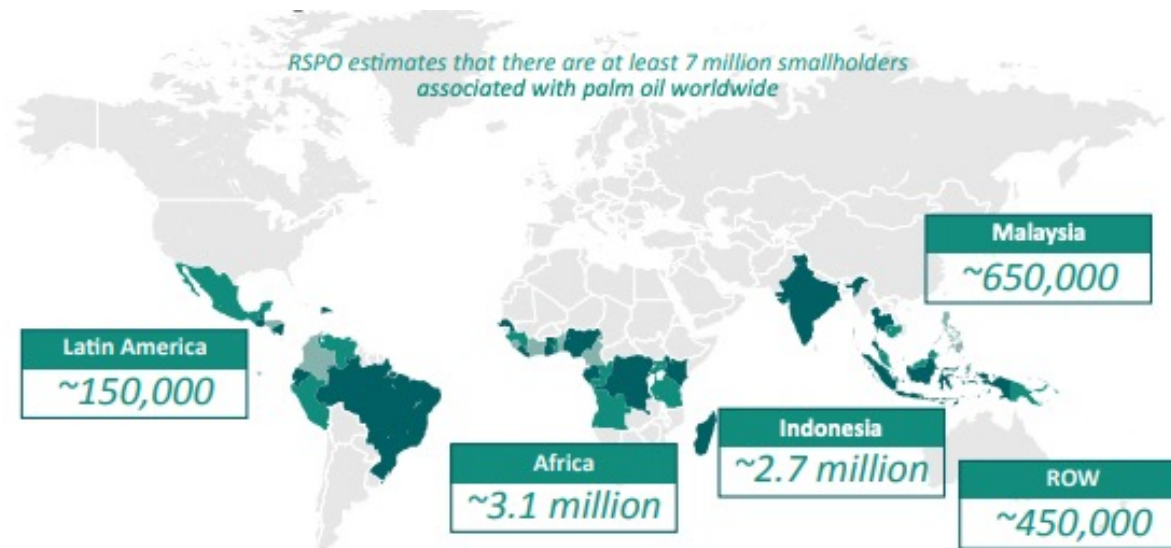 RSPO estimates that there are at least 7 million smallholders
associated with palm oil worldwide
Malaysia
~650,000
Latin America
~150,000
Africa
~3.1 million
Indonesia
~2.7 million
ROW
~450,000